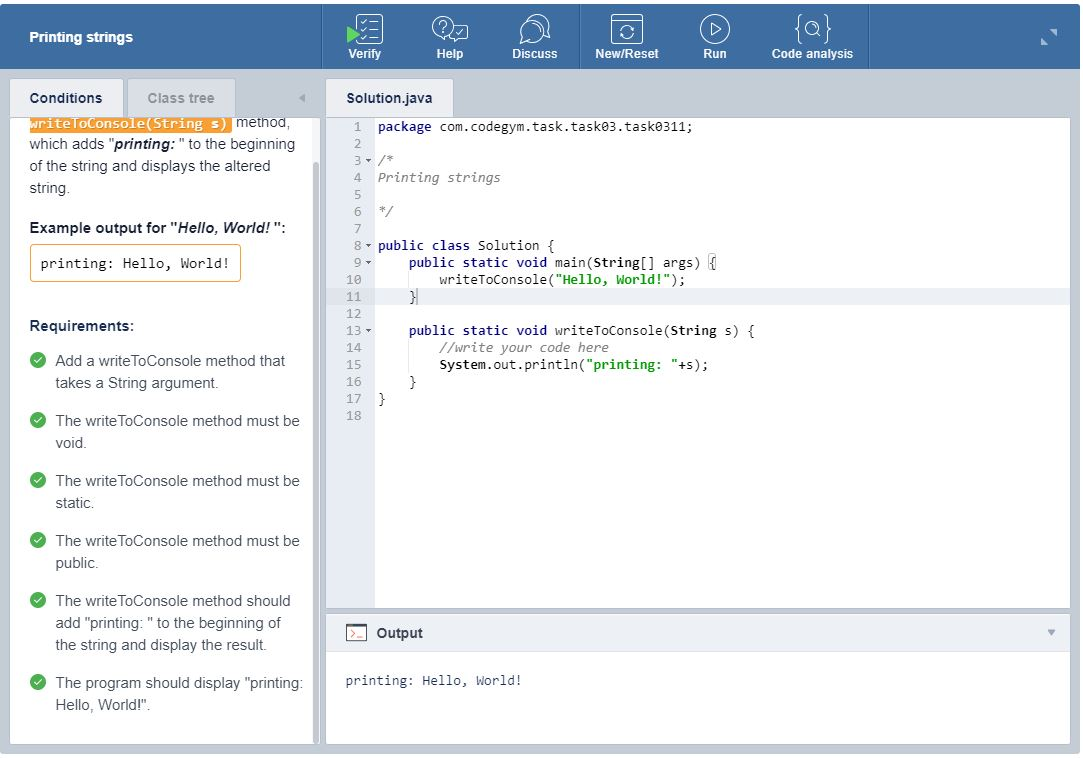 Printing strings
Verify
Help
Discuss
New/Reset
Run
Code analysis
Conditions
Class tree
writeToConsole(String s) method,
which adds "printing: " to the beginning
of the string and displays the altered
string.
Example output for "Hello, World! ":
printing: Hello, World!
Requirements:
Add a writeToConsole method that
takes a String argument.
The writeToConsole method must be
void.
The writeToConsole method must be
static.
The writeToConsole method must be
public.
The writeToConsole method should
add "printing: " to the beginning of
the string and display the result.
The program should display "printing:
Hello, World!".
Solution.java
1 package com.codegym.task.task03.task0311;
2
3 /*
4 Printing strings
5
6 */
7
8 public class Solution {
9     public static void main(String[] args) {
10         writeToConsole("Hello, World!");
11     }
12
13     public static void writeToConsole(String s) {
14         //write your code here
15         System.out.println("printing: "+s);
16     }
17 }
18
Output
printing: Hello, World!